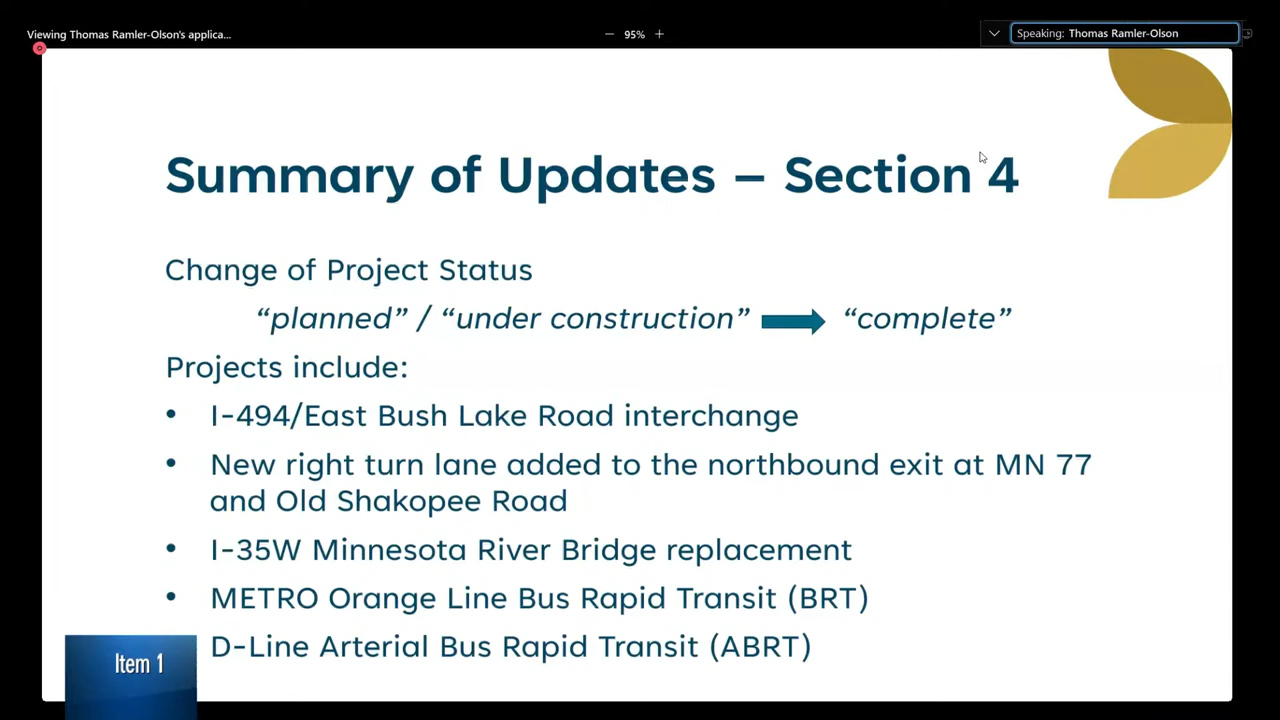 Viewing Thomas Ramler-Olson's applica...
95%
Speaking: Thomas Ramler-Olson
Summary of Updates – Section 4
Change of Project Status
“planned” / “under construction” “complete”
Projects include:
• I-494/East Bush Lake Road interchange
• New right turn lane added to the northbound exit at MN 77
and Old Shakopee Road
• I-35W Minnesota River Bridge replacement
• METRO Orange Line Bus Rapid Transit (BRT)
D-Line Arterial Bus Rapid Transit (ABRT)
Item 1